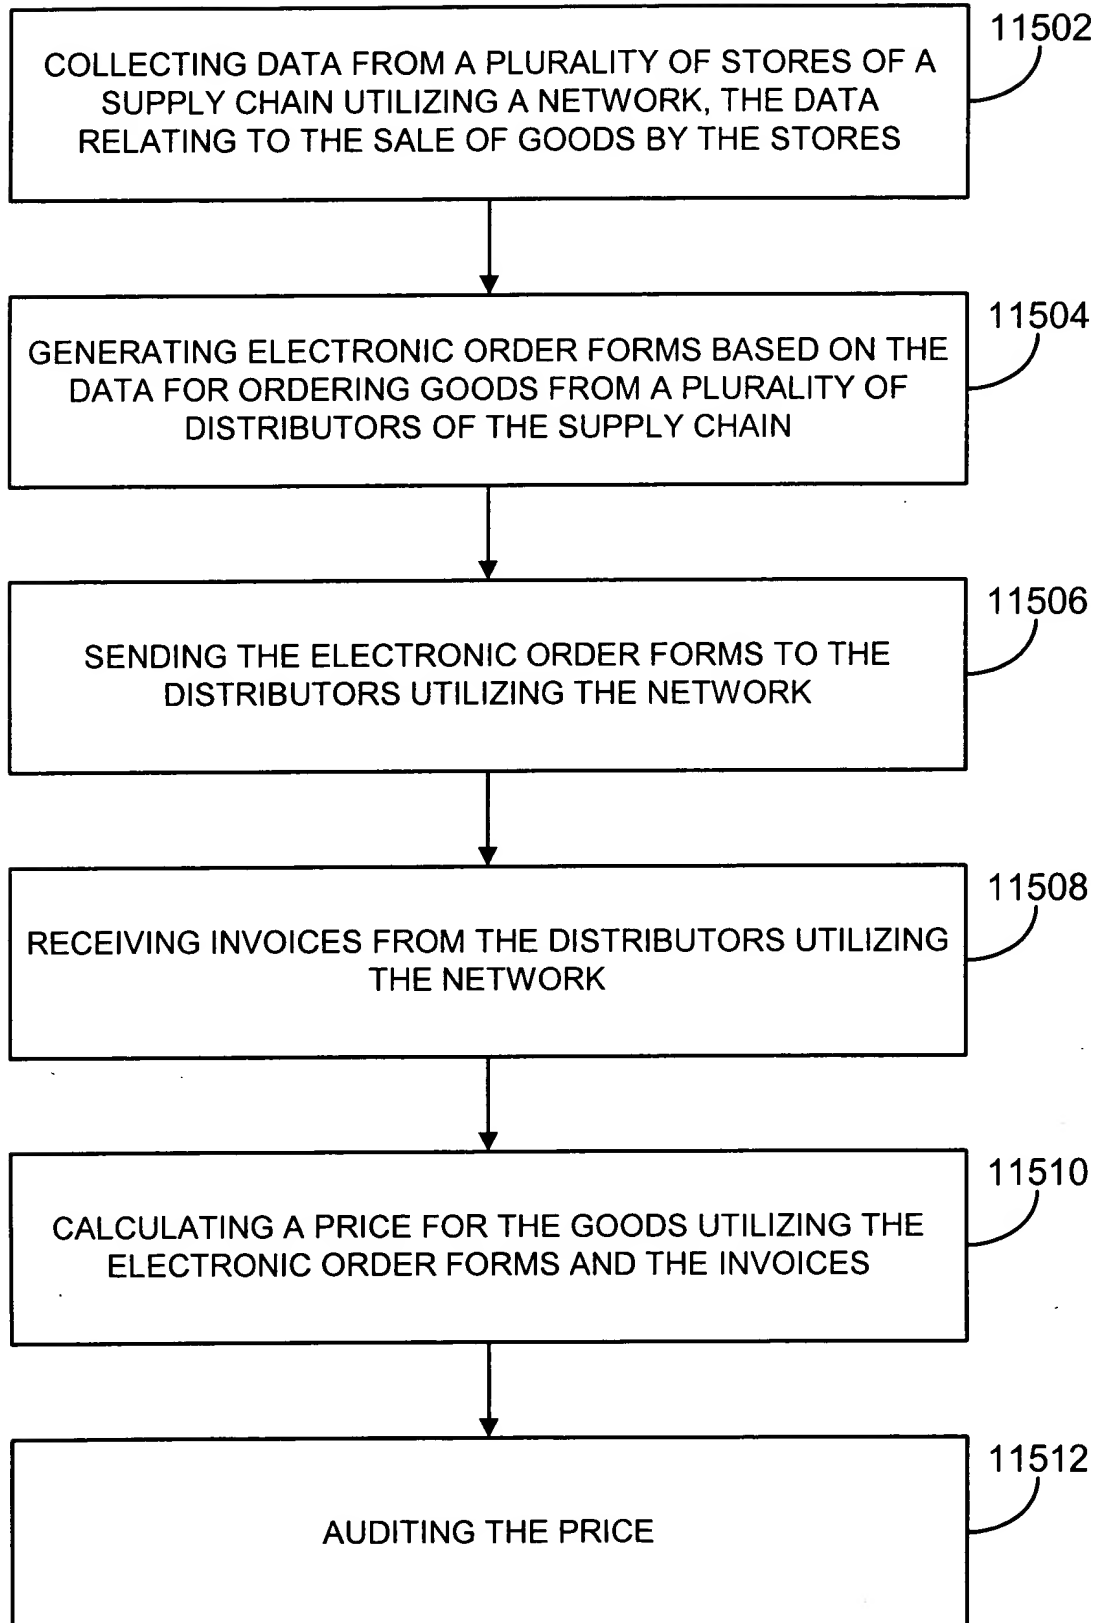 11502
COLLECTING DATA FROM A PLURALITY OF STORES OF A
SUPPLY CHAIN UTILIZING A NETWORK, THE DATA
RELATING TO THE SALE OF GOODS BY THE STORES
11504
GENERATING ELECTRONIC ORDER FORMS BASED ON THE
DATA FOR ORDERING GOODS FROM A PLURALITY OF
DISTRIBUTORS OF THE SUPPLY CHAIN
11506
SENDING THE ELECTRONIC ORDER FORMS TO THE
DISTRIBUTORS UTILIZING THE NETWORK
11508
RECEIVING INVOICES FROM THE DISTRIBUTORS UTILIZING
THE NETWORK
11510
CALCULATING A PRICE FOR THE GOODS UTILIZING THE
ELECTRONIC ORDER FORMS AND THE INVOICES
11512
AUDITING THE PRICE